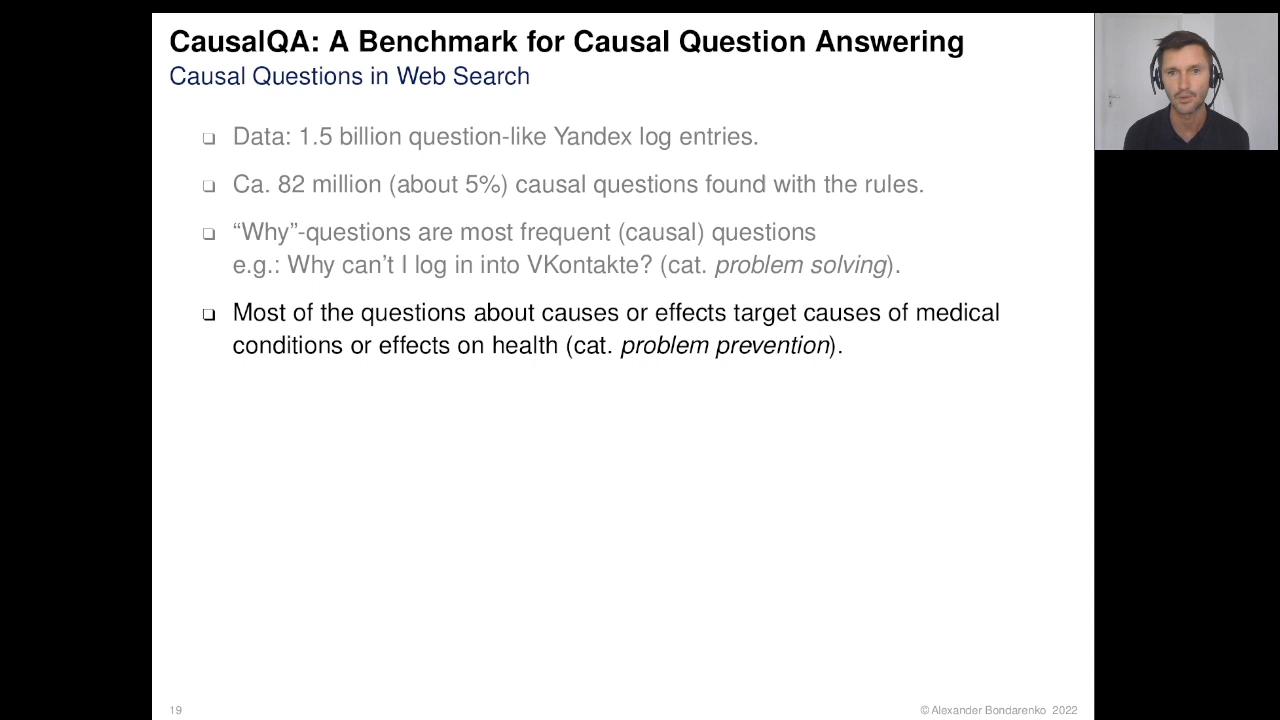 CausalQA: A Benchmark for Causal Question Answering
Causal Questions in Web Search
❑ Data: 1.5 billion question-like Yandex log entries.
❑ Ca. 82 million (about 5%) causal questions found with the rules.
❑ “Why”-questions are most frequent (causal) questions
e.g.: Why can’t I log in into VKontakte? (cat. problem solving).
❑ Most of the questions about causes or effects target causes of medical
conditions or effects on health (cat. problem prevention).
19
© Alexander Bondarenko 2022